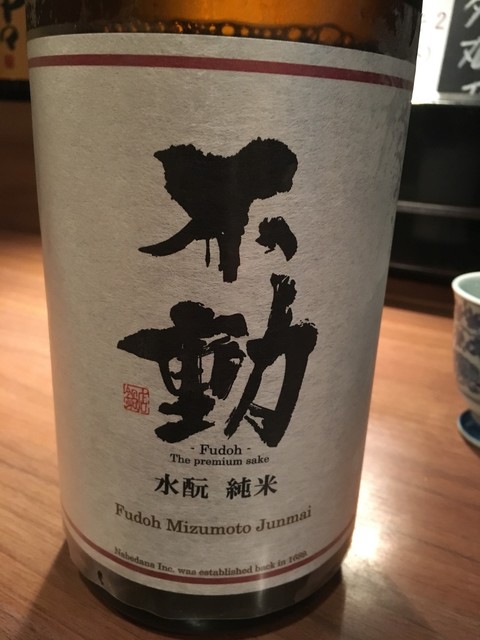 不動
- Fudoh -
The premium sake
水酛 純米
Fudoh Mizumoto Junmai
Nabedana Inc. was established back in 1689.